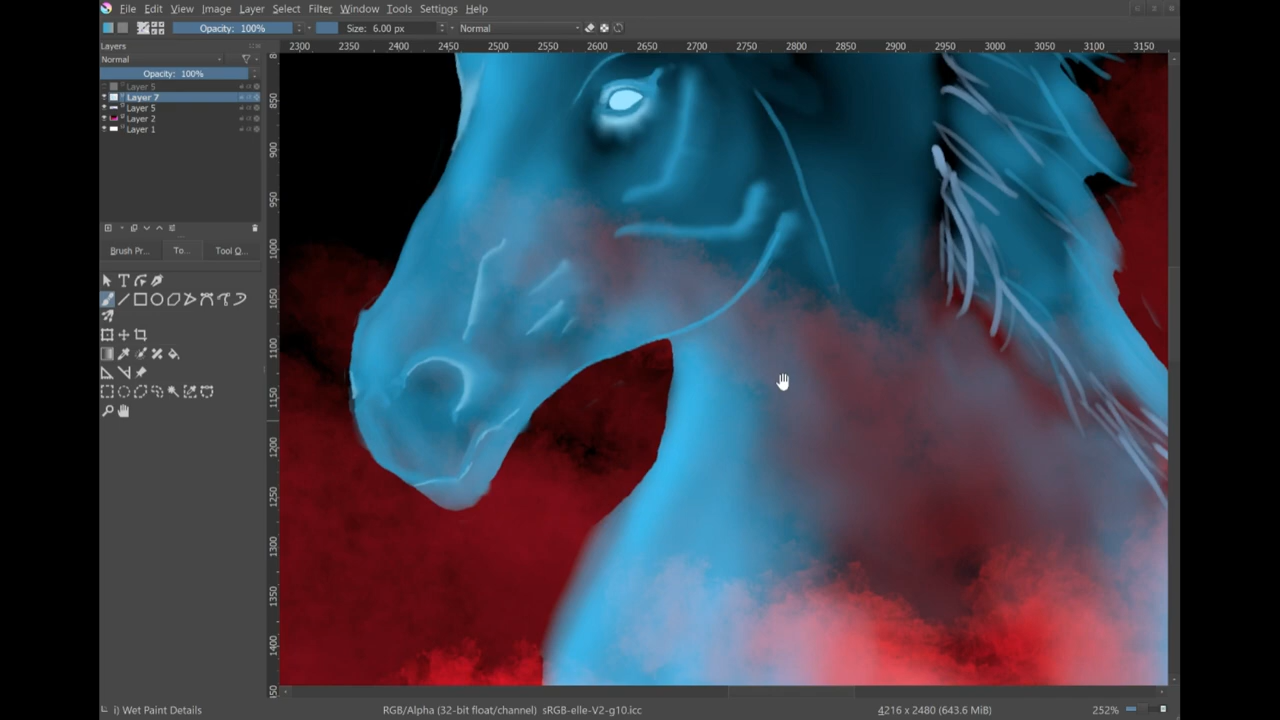 File Edit View Image Layer Select Filter Window Tools Settings Help
Opacity: 100% Size: 6.00 px Normal
Layers
Normal
Opacity: 100%
Layer 5
Layer 7
Layer 5
Layer 2
Layer 1
Brush Pr... To... Tool Q...
2300 2350 2400 2450 2500 2550 2600 2650 2700 2750 2800 2850 2900 2950 3000 3050 3100 3150
8
850
900
950
1000
1050
1100
1150
1200
1250
1300
1350
1400
50
i) Wet Paint Details RGB/Alpha (32-bit float/channel) sRGB-elle-V2-g10.icc 4216 x 2480 (643.6 MiB) 252%